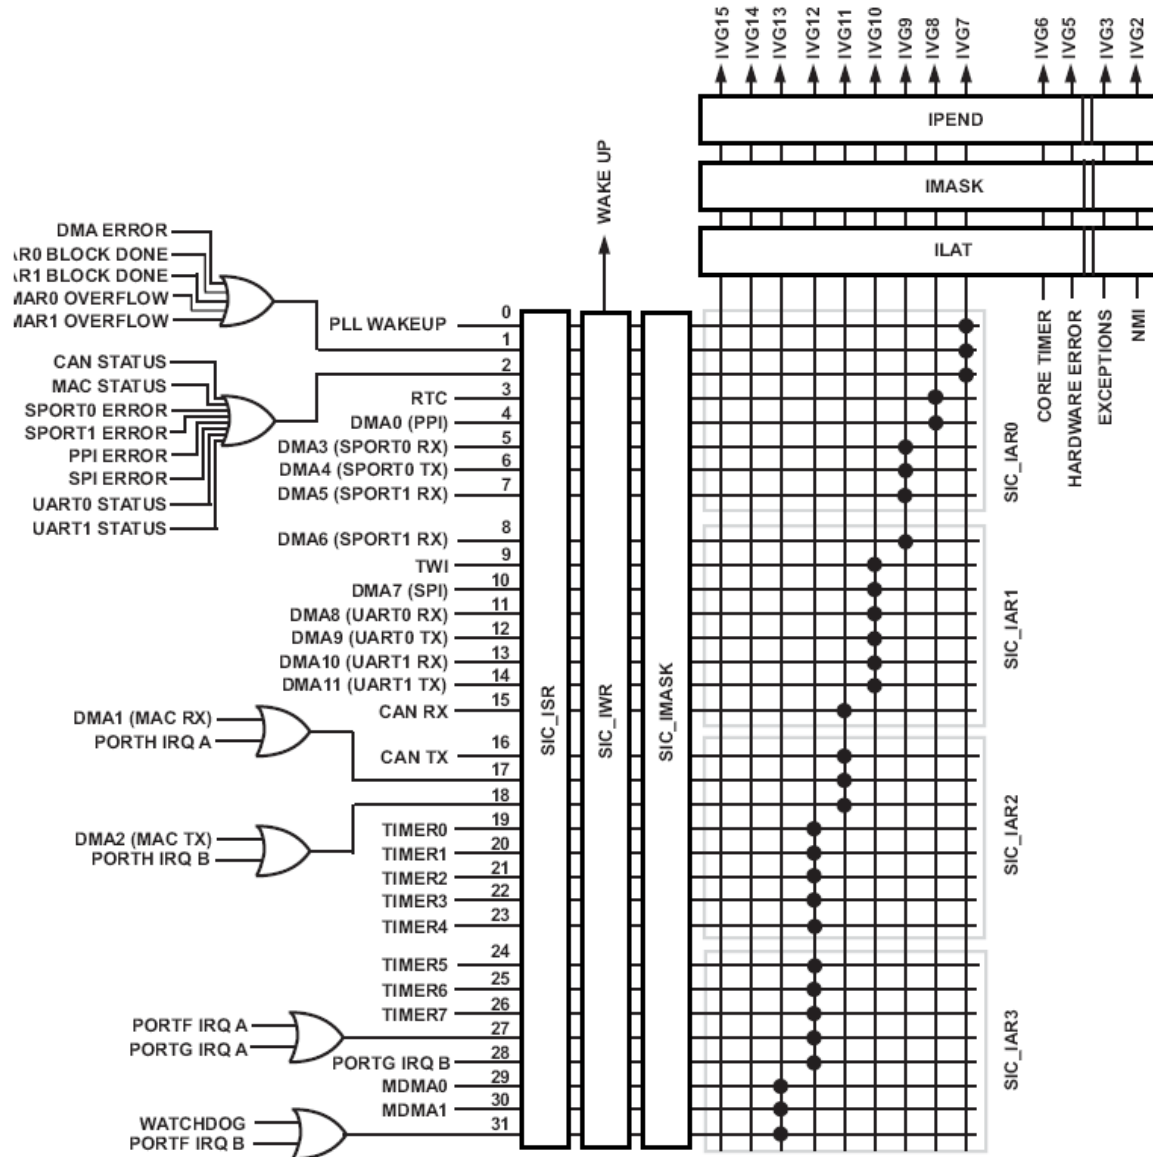 IVG15
IVG14
IVG13
IVG12
IVG11
IVG10
IVG9
IVG8
IVG7
IVG6
IVG5
IVG3
IVG2
IPEND
IMASK
ILAT
WAKE UP
DMA ERROR
AR0 BLOCK DONE
AR1 BLOCK DONE
MAR0 OVERFLOW
MAR1 OVERFLOW
CAN STATUS
MAC STATUS
SPORT0 ERROR
SPORT1 ERROR
PPI ERROR
SPI ERROR
UART0 STATUS
UART1 STATUS
PLL WAKEUP 0
1
2
RTC 3
DMA0 (PPI) 4
DMA3 (SPORT0 RX) 5
DMA4 (SPORT0 TX) 6
DMA5 (SPORT1 RX) 7
DMA6 (SPORT1 RX) 8
TWI 9
DMA7 (SPI) 10
DMA8 (UART0 RX) 11
DMA9 (UART0 TX) 12
DMA10 (UART1 RX) 13
DMA11 (UART1 TX) 14
CAN RX 15
DMA1 (MAC RX)
PORTH IRQ A
CAN TX 16
17
18
DMA2 (MAC TX)
PORTH IRQ B
TIMER0 19
TIMER1 20
TIMER2 21
TIMER3 22
TIMER4 23
TIMER5 24
TIMER6 25
TIMER7 26
PORTF IRQ A
PORTG IRQ A
27
PORTG IRQ B 28
MDMA0 29
MDMA1 30
WATCHDOG
PORTF IRQ B
31
SIC_ISR
SIC_IWR
SIC_IMASK
SIC_IAR0
SIC_IAR1
SIC_IAR2
SIC_IAR3
CORE TIMER
HARDWARE ERROR
EXCEPTIONS
NMI